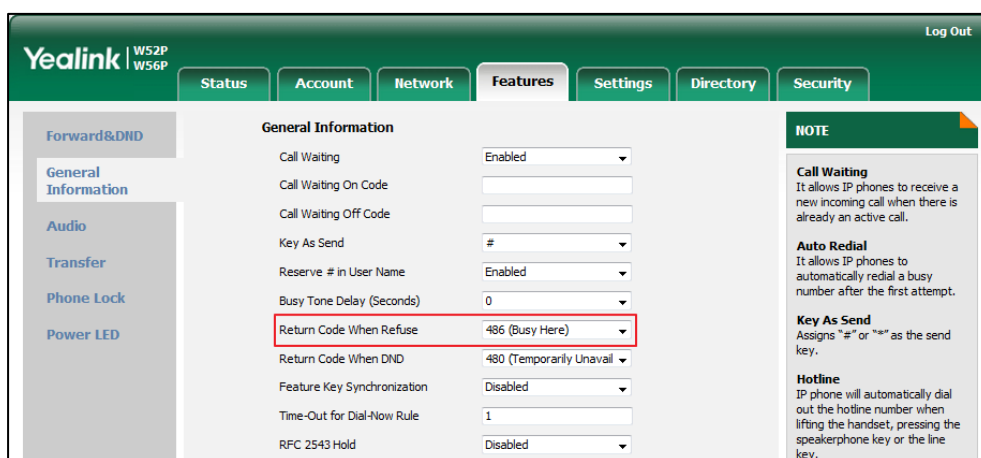 Log Out
Yealink W52P
W56P
Status Account Network Features Settings Directory Security
Forward&DND
General
Information
Audio
Transfer
Phone Lock
Power LED
General Information
Call Waiting Enabled
Call Waiting On Code
Call Waiting Off Code
Key As Send #
Reserve # in User Name Enabled
Busy Tone Delay (Seconds) 0
Return Code When Refuse 486 (Busy Here)
Return Code When DND 480 (Temporarily Unavail
Feature Key Synchronization Disabled
Time-Out for Dial-Now Rule 1
RFC 2543 Hold Disabled
NOTE
Call Waiting
It allows IP phones to receive a
new incoming call when there is
already an active call.
Auto Redial
It allows IP phones to
automatically redial a busy
number after the first attempt.
Key As Send
Assigns "#" or "*" as the send
key.
Hotline
IP phone will automatically dial
out the hotline number when
lifting the handset, pressing the
speakerphone key or the line
key.